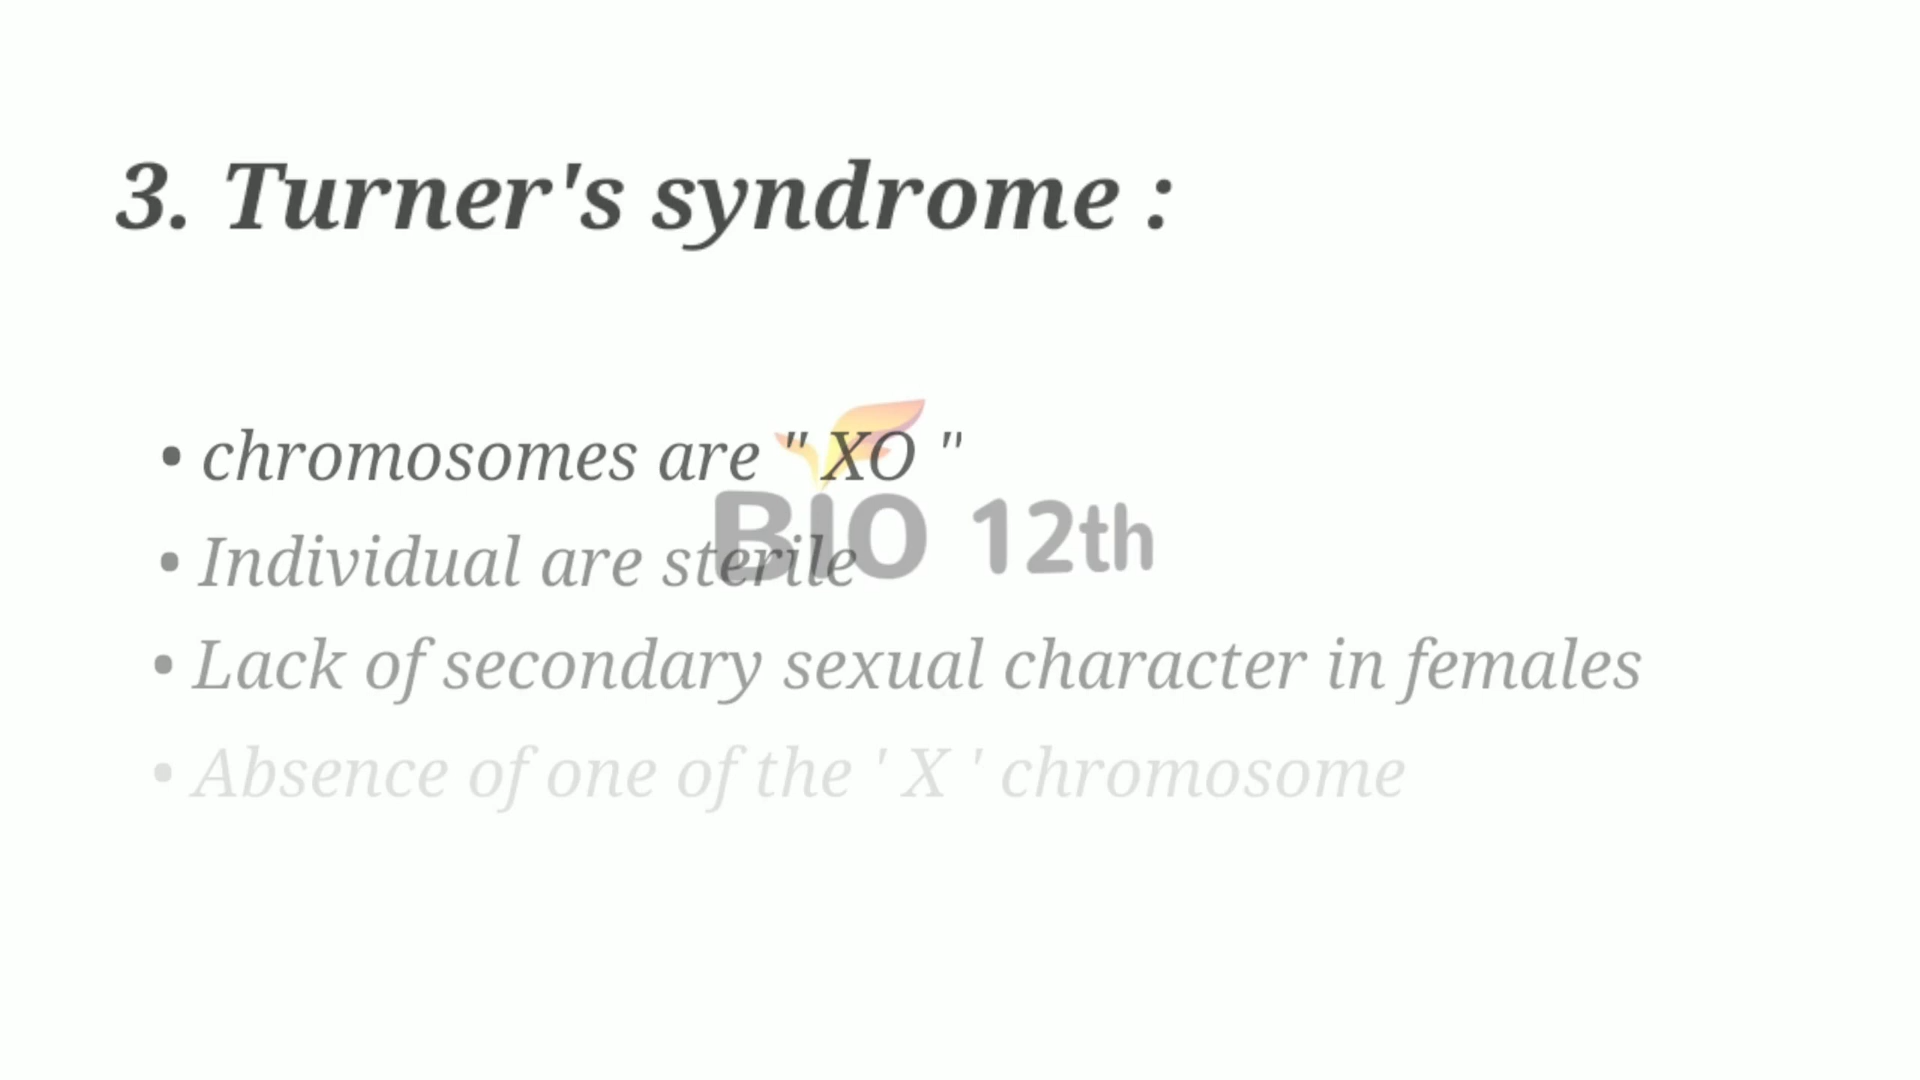 3. Turner's syndrome :
• chromosomes are " XO "
BIO 12th
• Individual are sterile
• Lack of secondary sexual character in females
• Absence of one of the ' X ' chromosome